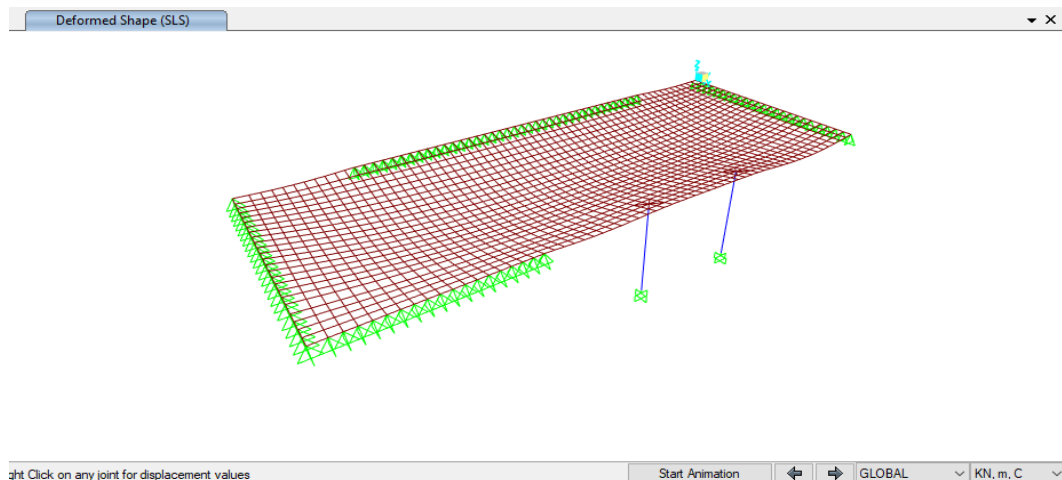 Deformed Shape (SLS)
ght Click on any joint for displacement values
Start Animation
GLOBAL
KN, m, C